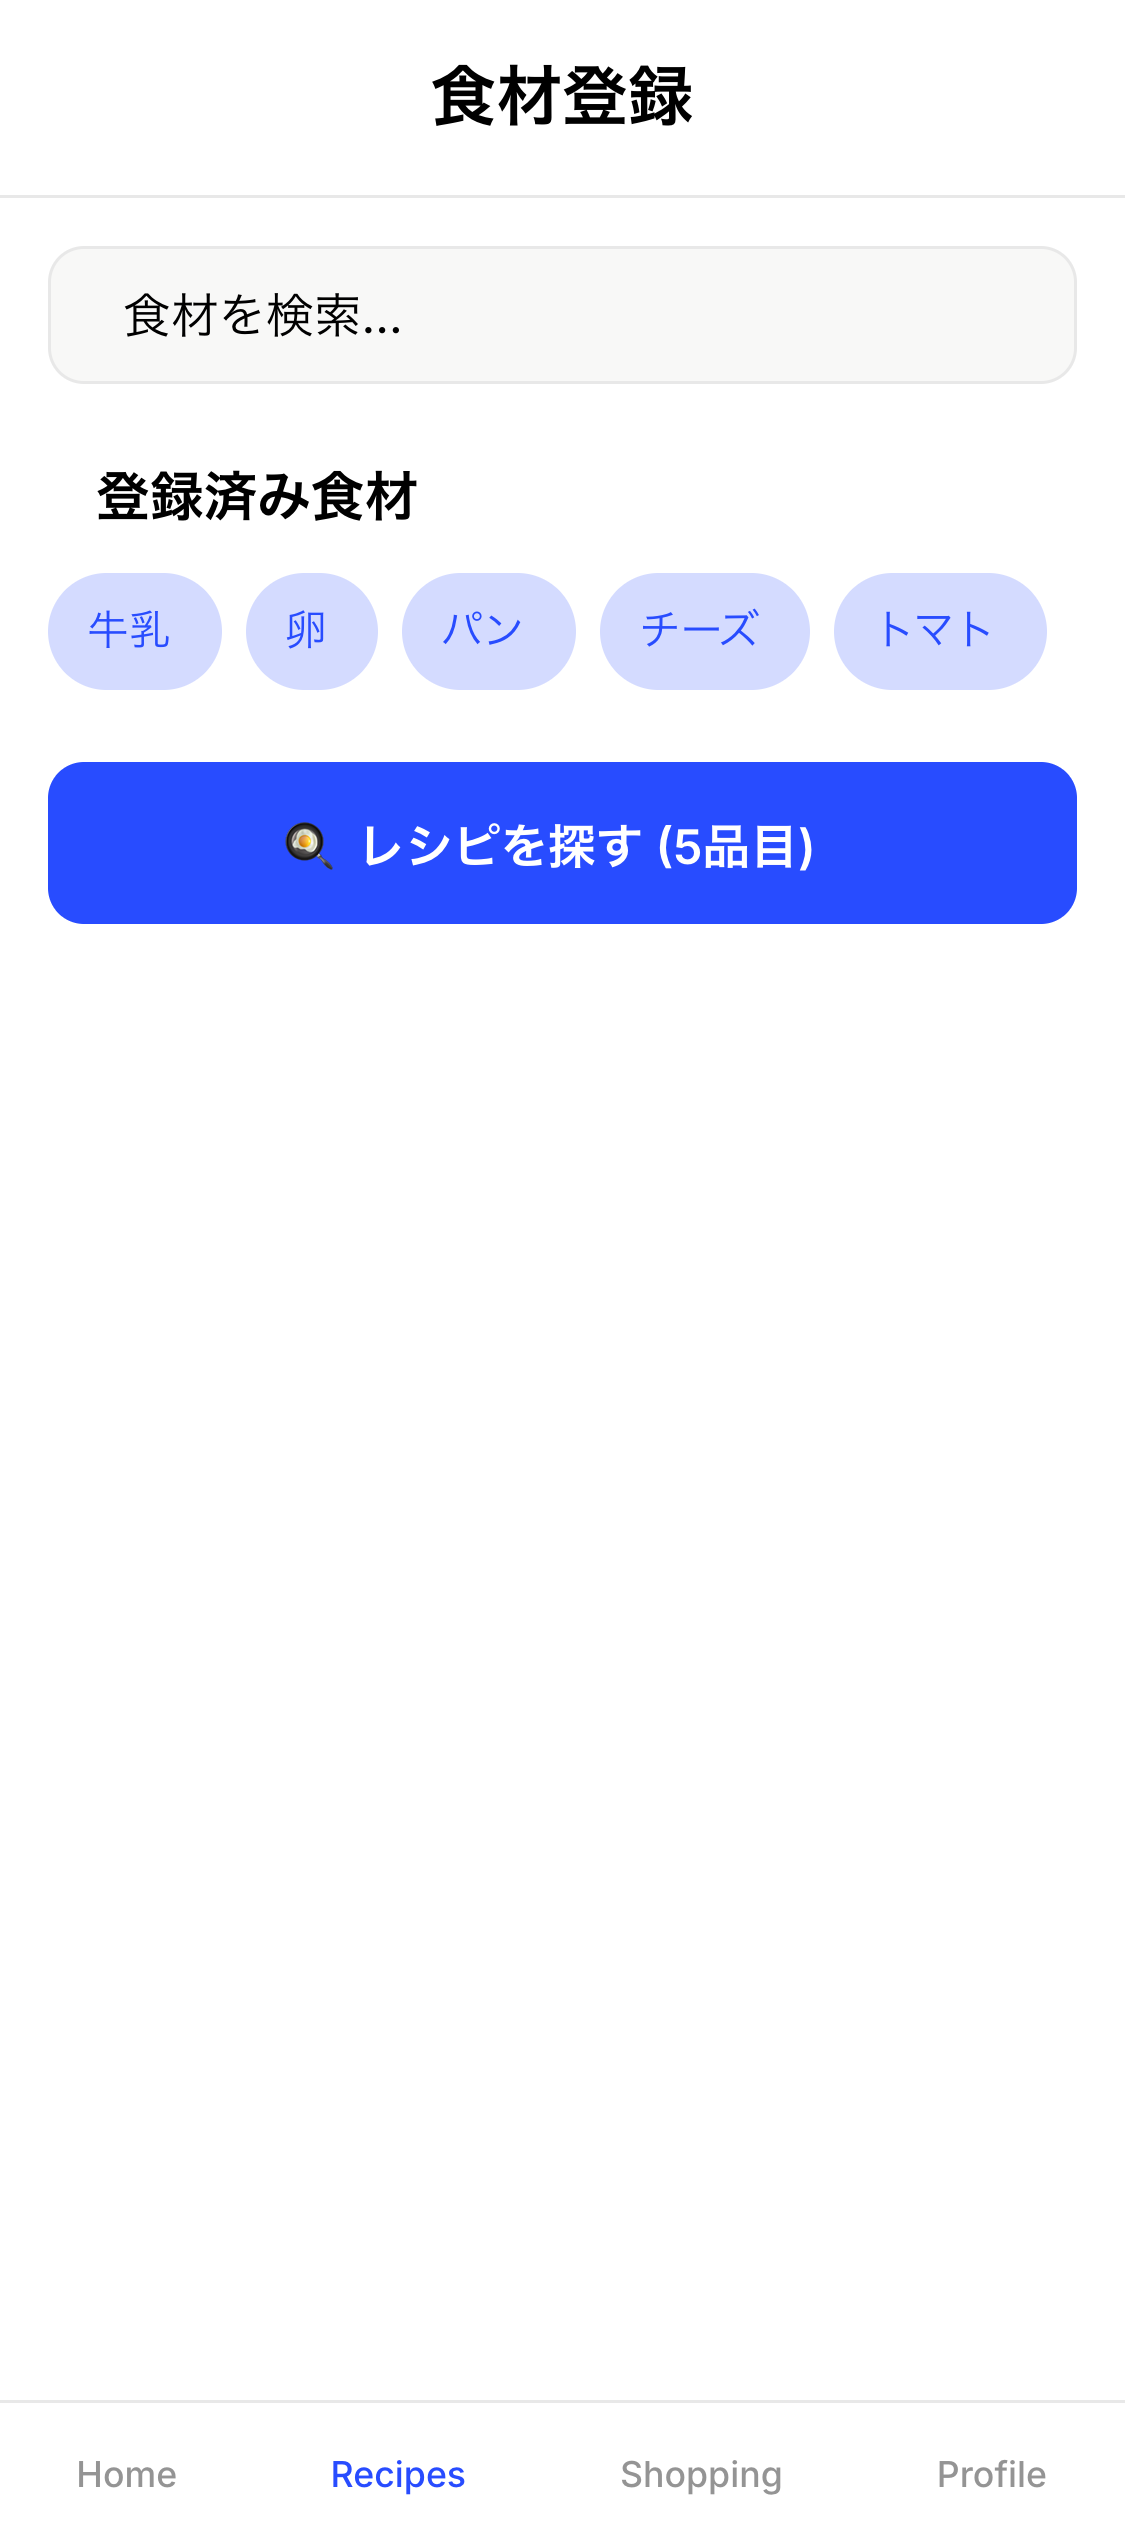 食材登録
食材を検索...
登録済み食材
牛乳 卵 パン チーズ トマト
🍳 レシピを探す (5品目)
Home Recipes Shopping Profile